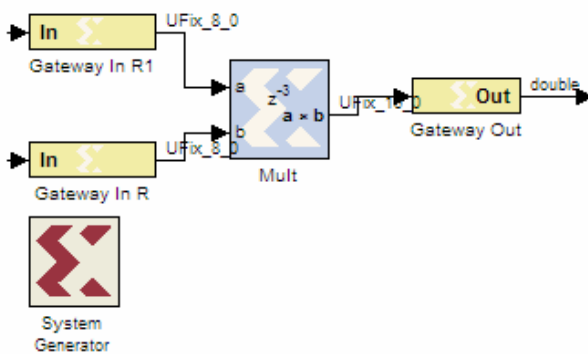 In
UFix_8_0
Gateway In R1
a
z-3
a × b
b
UFix_16_0
Out
double
Gateway Out
In
UFix_8_0
Gateway In R
Mult
System
Generator